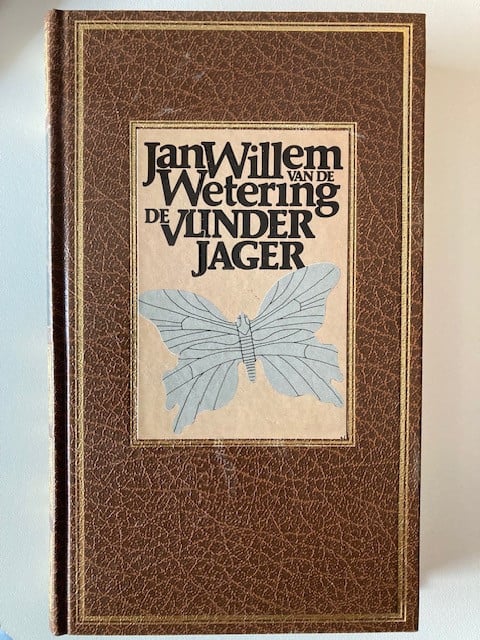 Jan Willem
VAN DE
Wetering
DE VLINDER
JAGER